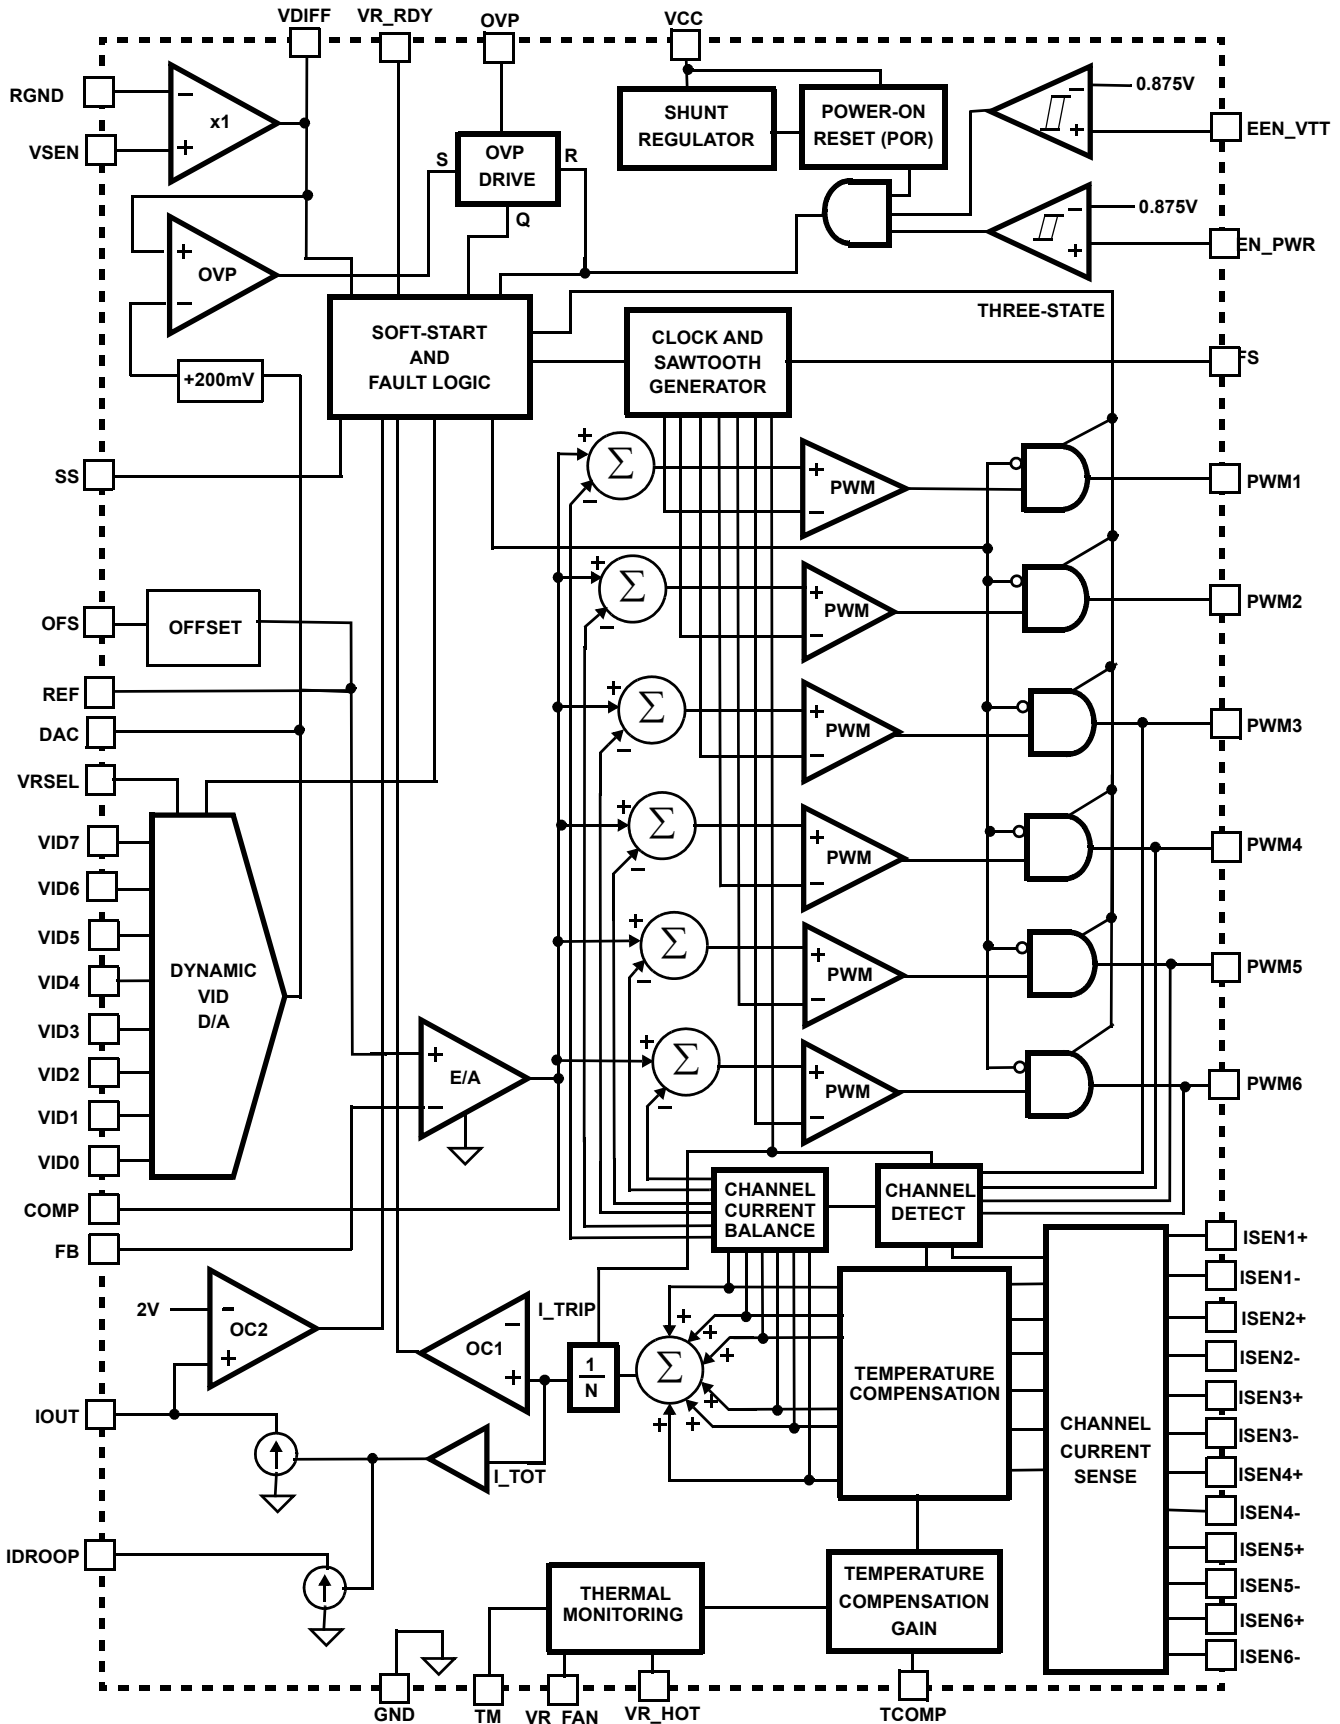 VDIFF
VR_RDY
OVP
VCC
RGND
VSEN
−
+
x1
S
OVP
DRIVE
R
Q
SHUNT
REGULATOR
POWER-ON
RESET (POR)
−
+
0.875V
EEN_VTT
−
+
0.875V
EN_PWR
+
−
OVP
+200mV
SOFT-START
AND
FAULT LOGIC
CLOCK AND
SAWTOOTH
GENERATOR
THREE-STATE
FS
SS
+
−
Σ
+
−
PWM
PWM1
OFS
OFFSET
+
−
Σ
+
−
PWM
PWM2
REF
DAC
+
−
Σ
+
−
PWM
PWM3
VRSEL
VID7
VID6
VID5
VID4
VID3
VID2
VID1
VID0
DYNAMIC
VID
D/A
+
−
Σ
+
−
PWM
PWM4
+
−
Σ
+
−
PWM
PWM5
+
−
E/A
+
−
Σ
+
−
PWM
PWM6
COMP
FB
CHANNEL
CURRENT
BALANCE
CHANNEL
DETECT
2V
−
+
OC2
−
+
OC1
I_TRIP
1
N
Σ
+
+
+
+
+
+
TEMPERATURE
COMPENSATION
CHANNEL
CURRENT
SENSE
ISEN1+
ISEN1-
ISEN2+
ISEN2-
ISEN3+
ISEN3-
ISEN4+
ISEN4-
ISEN5+
ISEN5-
ISEN6+
ISEN6-
IOUT
I_TOT
IDROOP
THERMAL
MONITORING
TEMPERATURE
COMPENSATION
GAIN
GND
TM
VR_FAN
VR_HOT
TCOMP